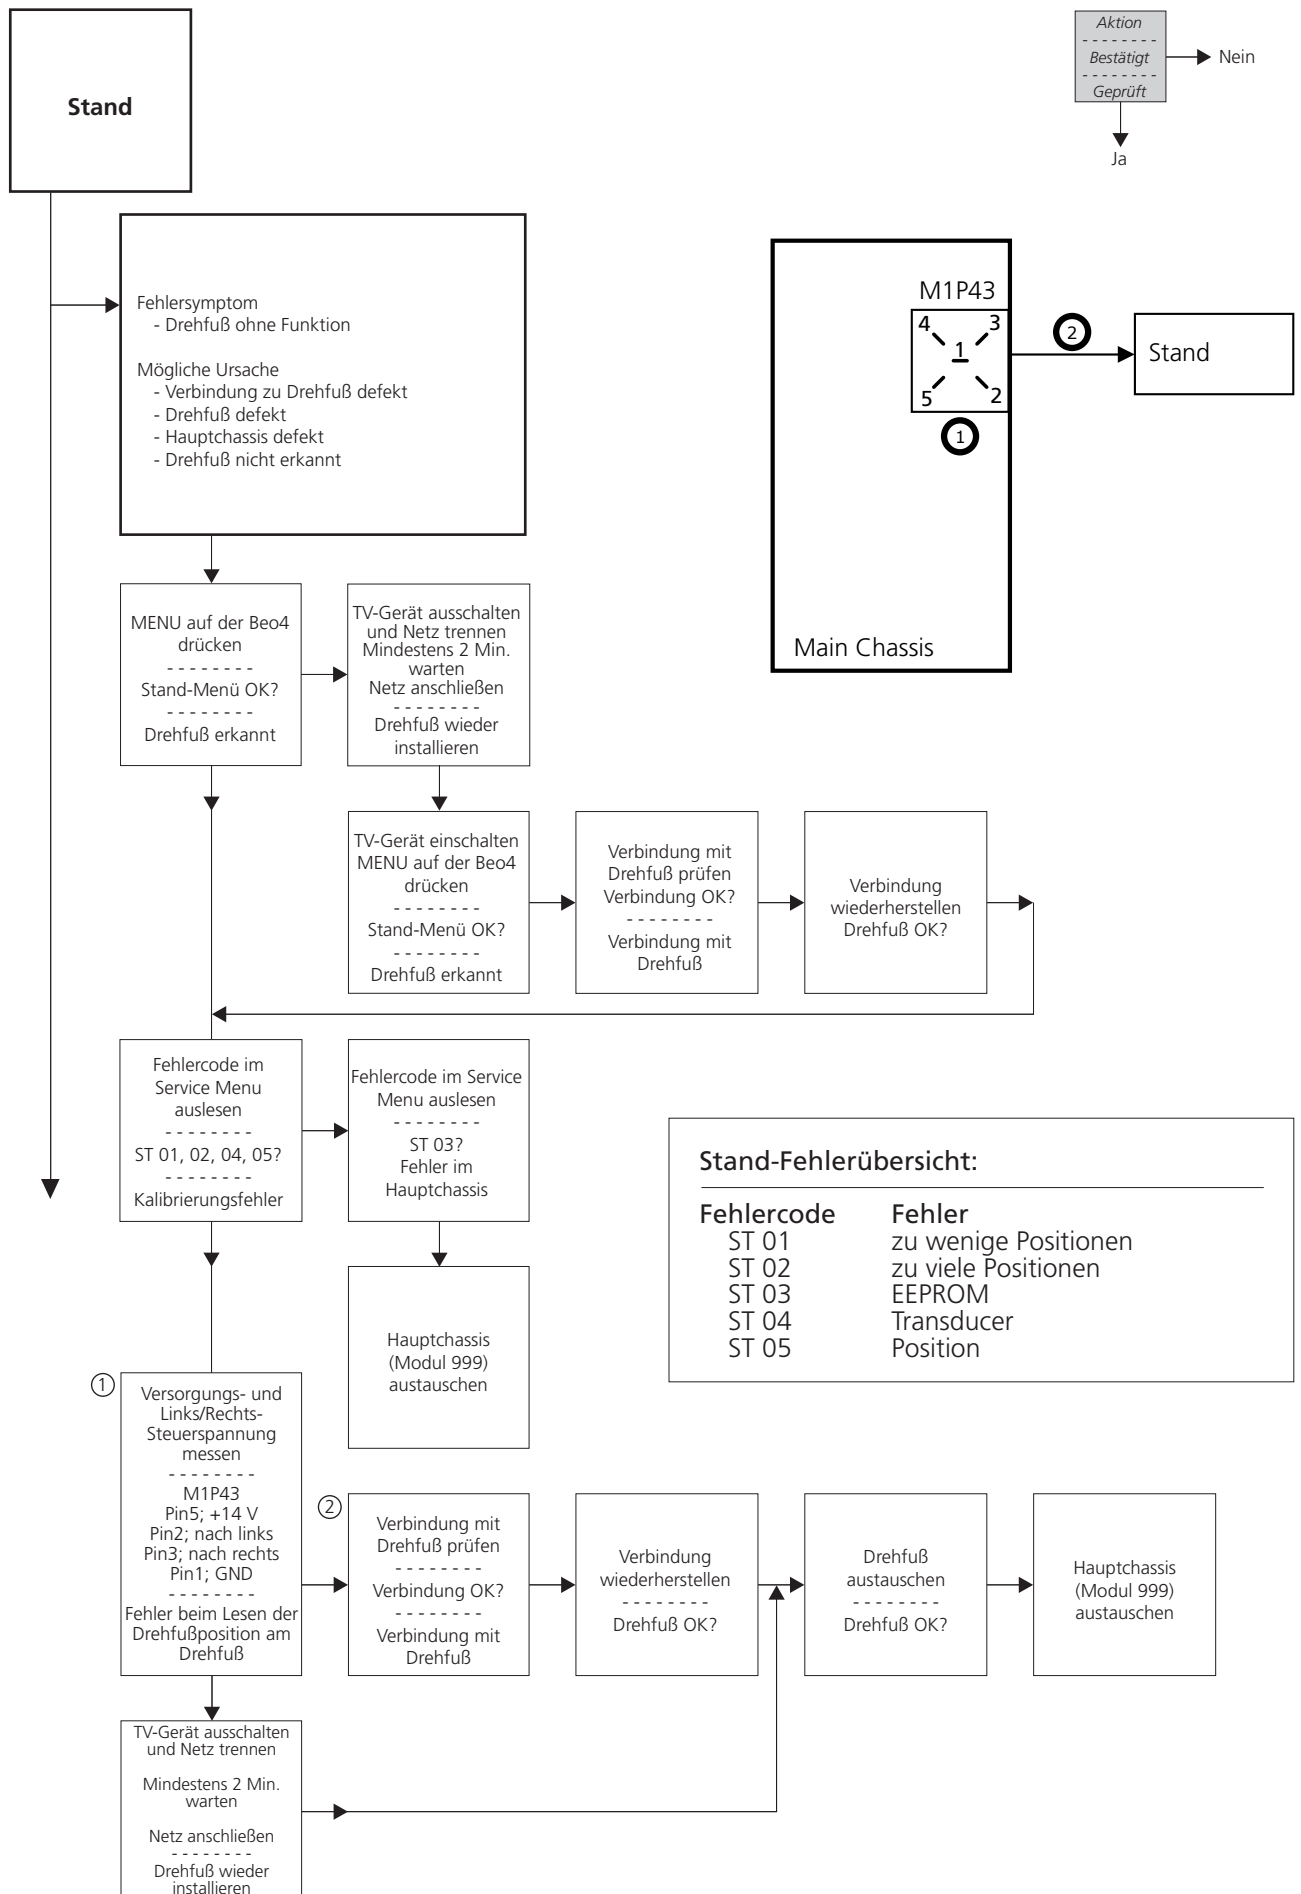 Stand
Aktion
- - - - - - - -
Bestätigt
- - - - - - - -
Geprüft
Nein
Ja
Fehlersymptom
- Drehfuß ohne Funktion
Mögliche Ursache
- Verbindung zu Drehfuß defekt
- Drehfuß defekt
- Hauptchassis defekt
- Drehfuß nicht erkannt
M1P43
4
3
1
5
2
1
2
Stand
Main Chassis
MENU auf der Beo4
drücken
- - - - - - - -
Stand-Menü OK?
- - - - - - - -
Drehfuß erkannt
TV-Gerät ausschalten
und Netz trennen
Mindestens 2 Min.
warten
Netz anschließen
- - - - - - - -
Drehfuß wieder
installieren
TV-Gerät einschalten
MENU auf der Beo4
drücken
- - - - - - - -
Stand-Menü OK?
- - - - - - - -
Drehfuß erkannt
Verbindung mit
Drehfuß prüfen
Verbindung OK?
- - - - - - - -
Verbindung mit
Drehfuß
Verbindung
wiederherstellen
Drehfuß OK?
Fehlercode im
Service Menu
auslesen
- - - - - - - -
ST 01, 02, 04, 05?
- - - - - - - -
Kalibrierungsfehler
Fehlercode im Service
Menu auslesen
- - - - - - - -
ST 03?
Fehler im
Hauptchassis
Hauptchassis
(Modul 999)
austauschen
Stand-Fehlerübersicht:
Fehlercode Fehler
ST 01 zu wenige Positionen
ST 02 zu viele Positionen
ST 03 EEPROM
ST 04 Transducer
ST 05 Position
1
Versorgungs- und
Links/Rechts-
Steuerspannung
messen
- - - - - - - -
M1P43
Pin5; +14 V
Pin2; nach links
Pin3; nach rechts
Pin1; GND
- - - - - - - -
Fehler beim Lesen der
Drehfußposition am
Drehfuß
2
Verbindung mit
Drehfuß prüfen
- - - - - - - -
Verbindung OK?
- - - - - - - -
Verbindung mit
Drehfuß
Verbindung
wiederherstellen
- - - - - - - -
Drehfuß OK?
Drehfuß
austauschen
- - - - - - - -
Drehfuß OK?
Hauptchassis
(Modul 999)
austauschen
TV-Gerät ausschalten
und Netz trennen
Mindestens 2 Min.
warten
Netz anschließen
- - - - - - - -
Drehfuß wieder
installieren